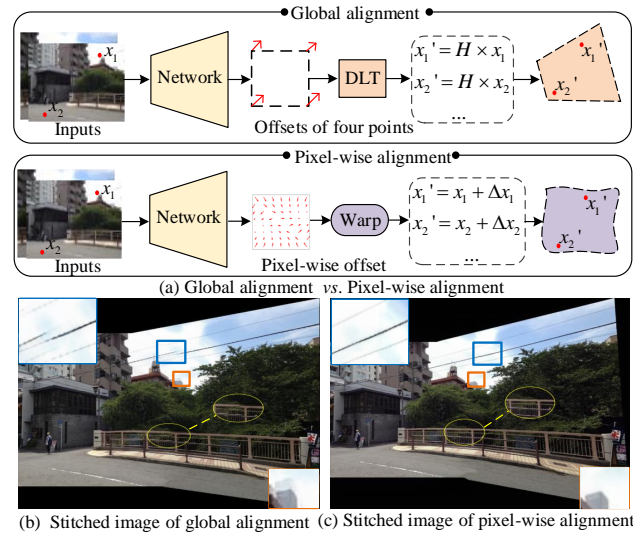 Global alignment
x₁
x₂
Inputs
Network
Offsets of four points
DLT
x₁' = H × x₁
x₂' = H × x₂
...
x₁'
x₂'
Pixel-wise alignment
x₁
x₂
Inputs
Network
Pixel-wise offset
Warp
x₁' = x₁ + Δx₁
x₂' = x₂ + Δx₂
...
x₁'
x₂'
(a) Global alignment vs. Pixel-wise alignment
(b) Stitched image of global alignment
(c) Stitched image of pixel-wise alignment